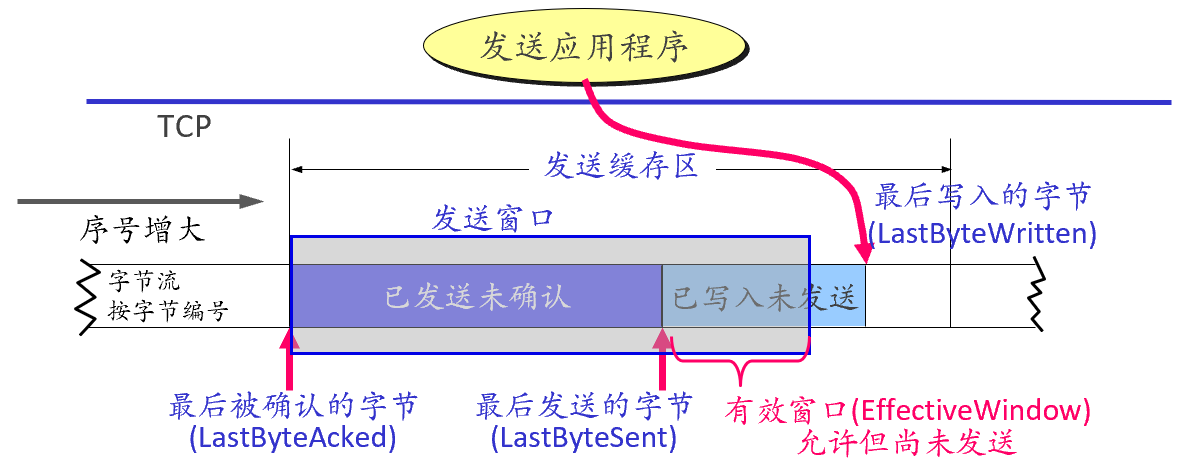 发送应用程序
TCP
发送缓存区
最后写入的字节
(LastByteWritten)
序号增大
发送窗口
字节流
按字节编号
已发送未确认
已写入未发送
最后被确认的字节
(LastByteAcked)
最后发送的字节
(LastByteSent)
有效窗口(EffectiveWindow)
允许但尚未发送